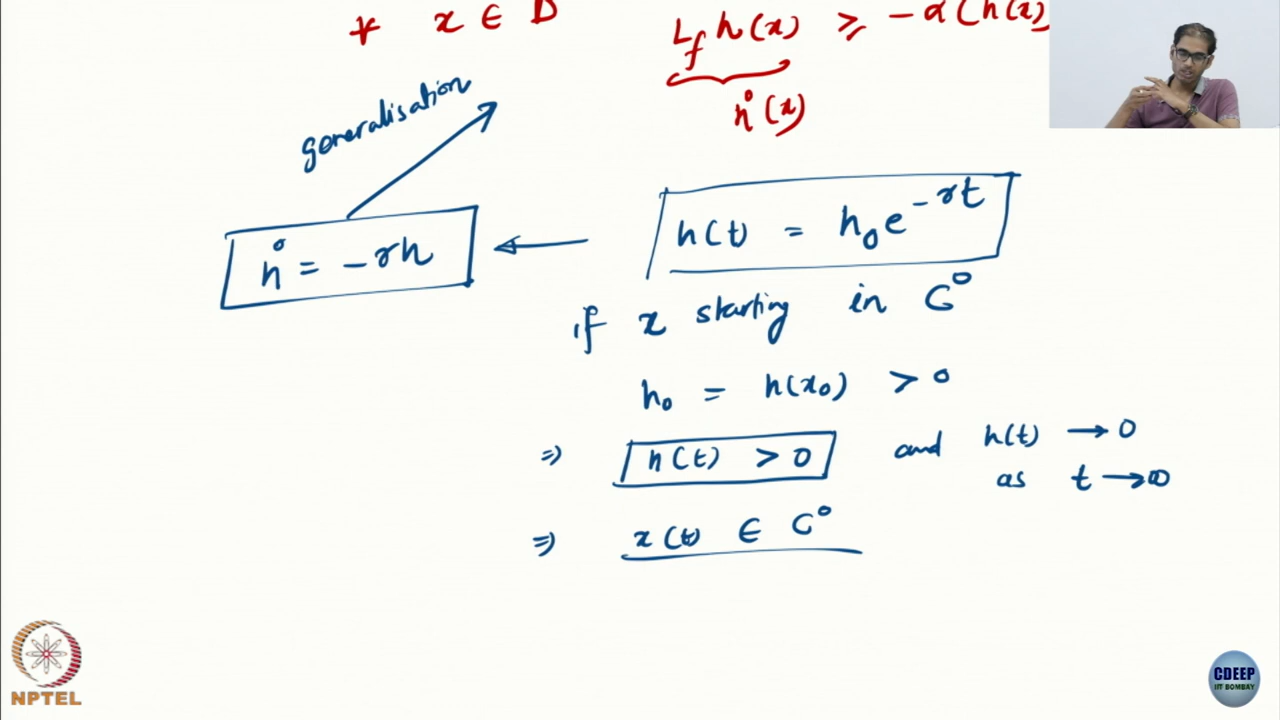 ∀ x ∈ D L_f h(x) ≥ -α(h(x)
ḣ(x)
generalisation
ḣ = -γh ← h(t) = h₀e^{-γt}
if x starting in C°
h₀ = h(x₀) > 0
⇒ h(t) > 0 and h(t) → 0
as t → ∞
⇒ x(t) ∈ C°
NPTEL
CDEEP
IIT BOMBAY